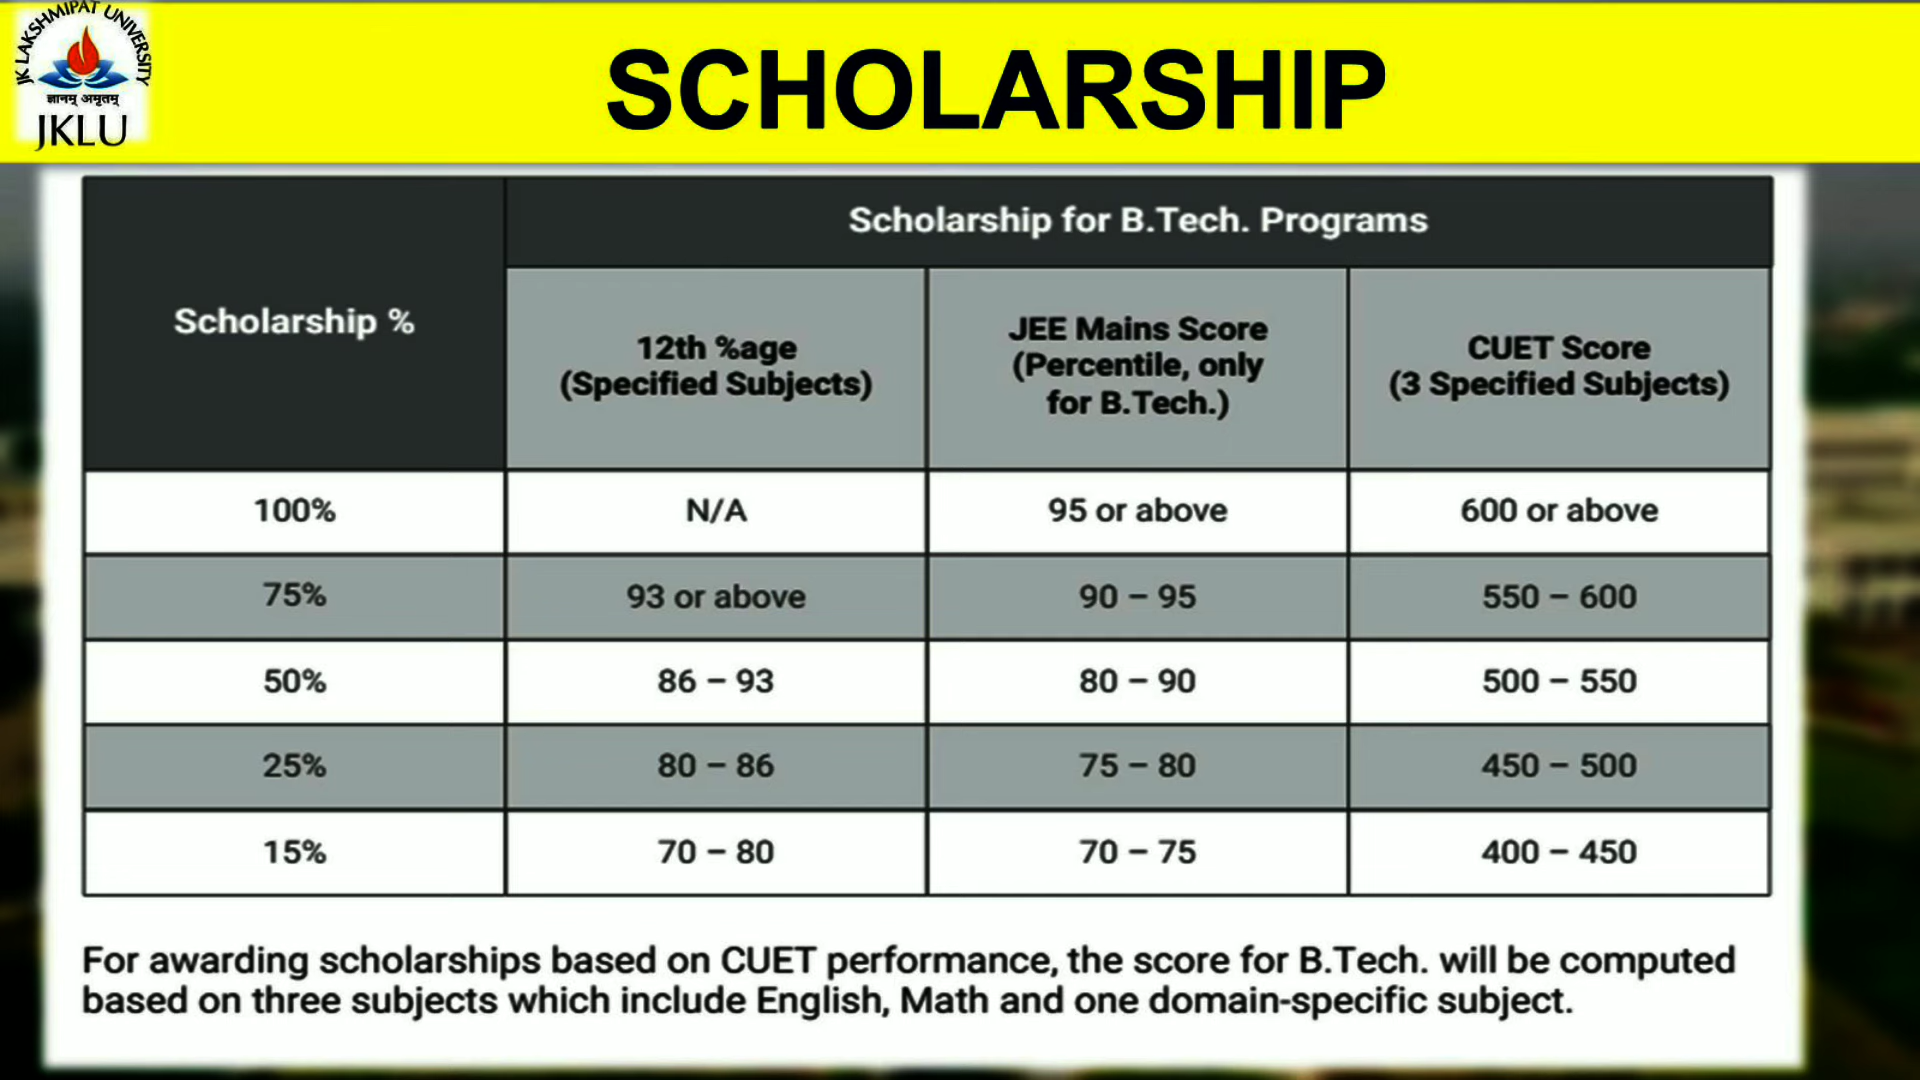 JK LAKSHMIPAT UNIVERSITY
ज्ञानम् अमृतम्
JKLU
SCHOLARSHIP
Scholarship %
Scholarship for B.Tech. Programs
12th %age
(Specified Subjects)
JEE Mains Score
(Percentile, only
for B.Tech.)
CUET Score
(3 Specified Subjects)
100% N/A 95 or above 600 or above
75% 93 or above 90 – 95 550 – 600
50% 86 – 93 80 – 90 500 – 550
25% 80 – 86 75 – 80 450 – 500
15% 70 – 80 70 – 75 400 – 450
For awarding scholarships based on CUET performance, the score for B.Tech. will be computed
based on three subjects which include English, Math and one domain-specific subject.